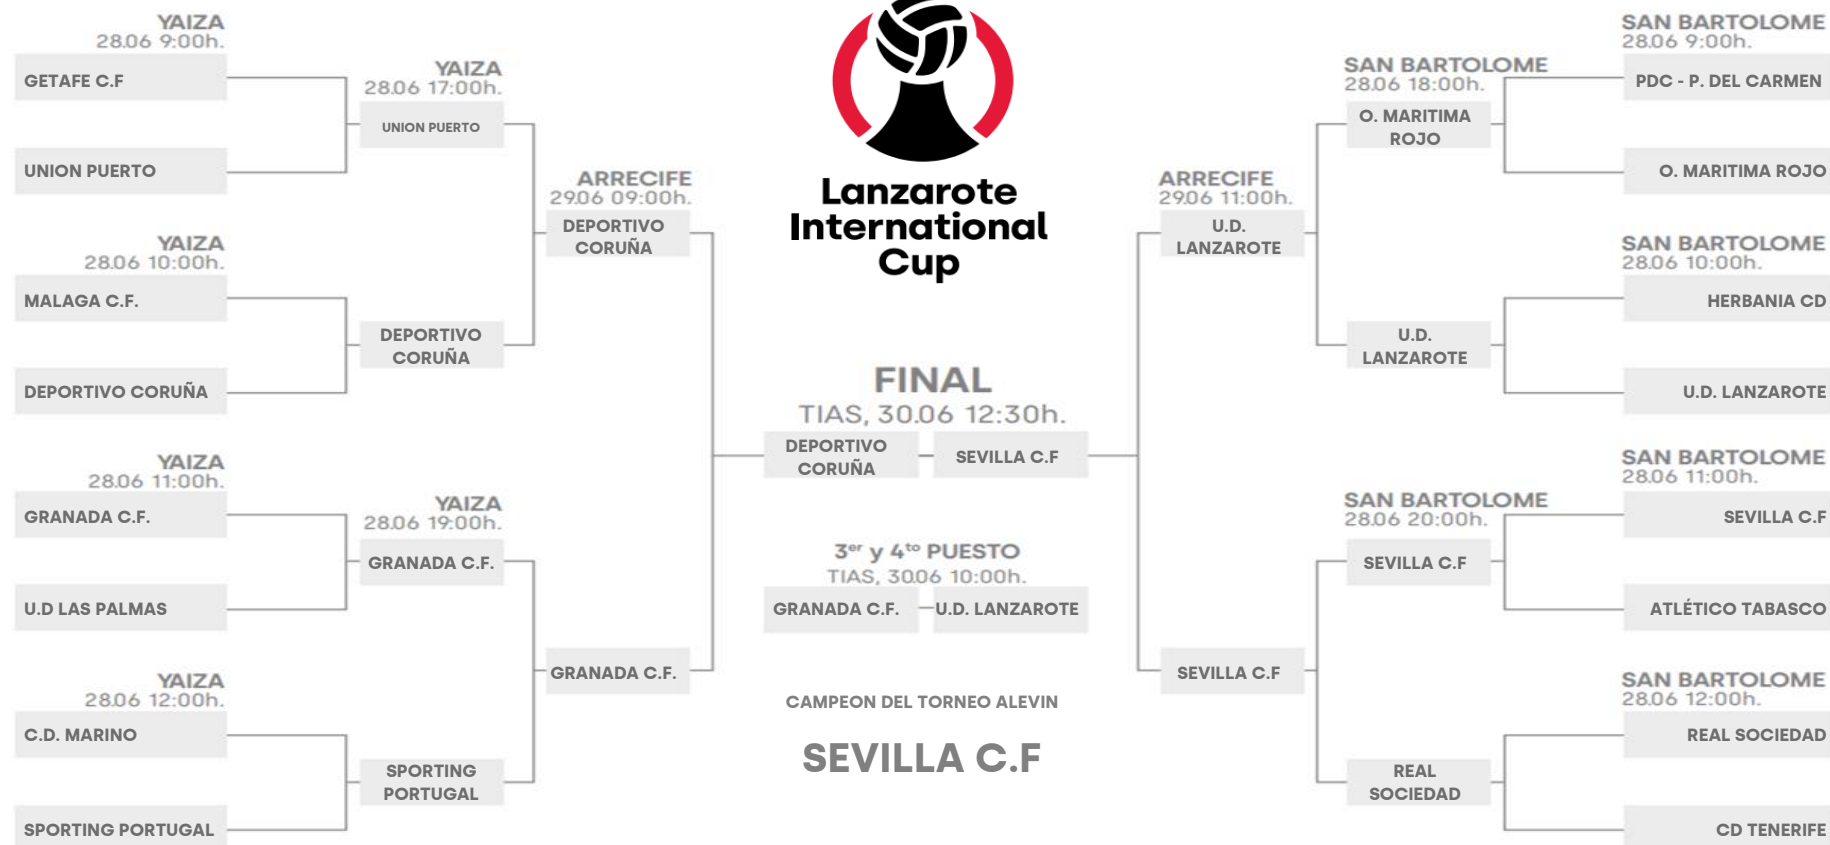 YAIZA
28.06 9:00h.
GETAFE C.F
UNION PUERTO
YAIZA
28.06 10:00h.
MALAGA C.F.
DEPORTIVO CORUÑA
YAIZA
28.06 11:00h.
GRANADA C.F.
U.D LAS PALMAS
YAIZA
28.06 12:00h.
C.D. MARINO
SPORTING PORTUGAL
YAIZA
28.06 17:00h.
UNION PUERTO
DEPORTIVO
CORUÑA
YAIZA
28.06 19:00h.
GRANADA C.F.
SPORTING
PORTUGAL
ARRECIFE
29.06 09:00h.
DEPORTIVO
CORUÑA
GRANADA C.F.
Lanzarote
International
Cup
FINAL
TIAS, 30.06 12:30h.
DEPORTIVO
CORUÑA
SEVILLA C.F
3er y 4to PUESTO
TIAS, 30.06 10:00h.
GRANADA C.F.
U.D. LANZAROTE
CAMPEON DEL TORNEO ALEVIN
SEVILLA C.F
ARRECIFE
29.06 11:00h.
U.D.
LANZAROTE
SEVILLA C.F
SAN BARTOLOME
28.06 18:00h.
O. MARITIMA
ROJO
U.D.
LANZAROTE
SAN BARTOLOME
28.06 20:00h.
SEVILLA C.F
REAL
SOCIEDAD
SAN BARTOLOME
28.06 9:00h.
PDC - P. DEL CARMEN
O. MARITIMA ROJO
SAN BARTOLOME
28.06 10:00h.
HERBANIA CD
U.D. LANZAROTE
SAN BARTOLOME
28.06 11:00h.
SEVILLA C.F
ATLÉTICO TABASCO
SAN BARTOLOME
28.06 12:00h.
REAL SOCIEDAD
CD TENERIFE